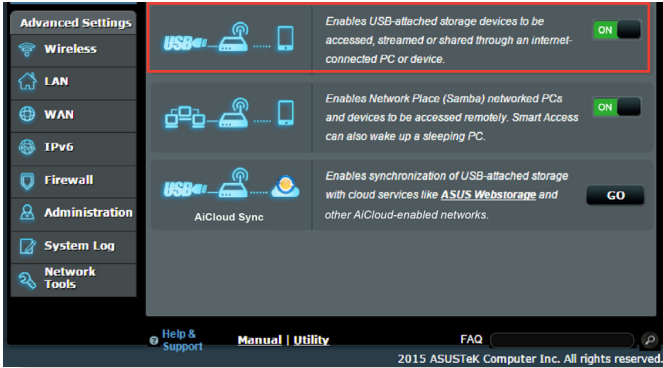 Advanced Settings
Wireless
LAN
WAN
IPv6
Firewall
Administration
System Log
Network
Tools
USB
Enables USB-attached storage devices to be
accessed, streamed or shared through an internet-
connected PC or device.
ON
Enables Network Place (Samba) networked PCs
and devices to be accessed remotely. Smart Access
can also wake up a sleeping PC.
ON
USB
AiCloud Sync
Enables synchronization of USB-attached storage
with cloud services like ASUS Webstorage and
other AiCloud-enabled networks.
GO
Help &
Support
Manual | Utility
FAQ
2015 ASUSTeK Computer Inc. All rights reserved.